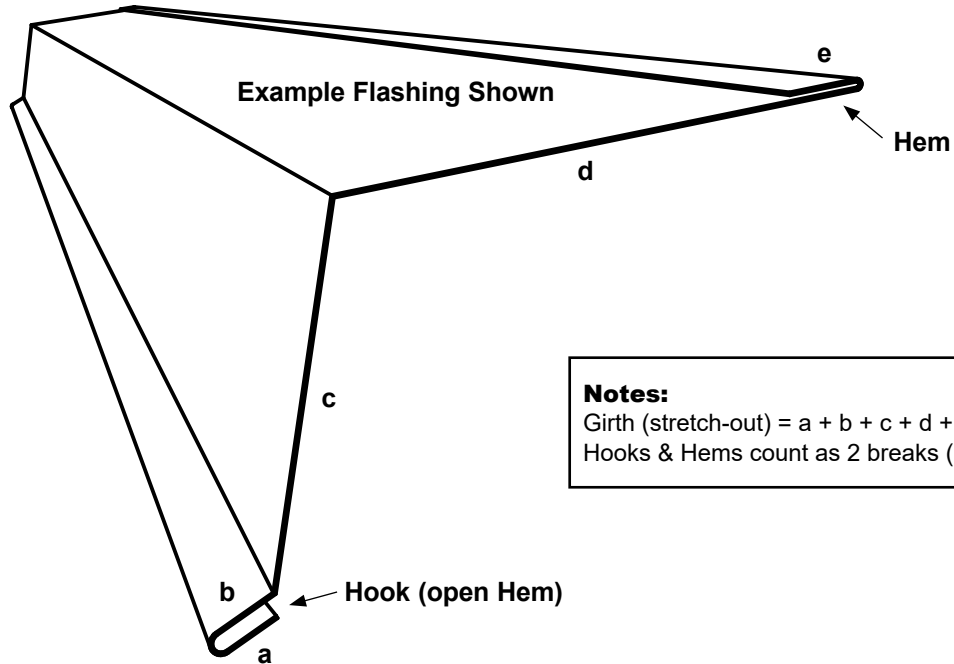 e
Example Flashing Shown
Hem
d
c
Notes:
Girth (stretch-out) = a + b + c + d +
Hooks & Hems count as 2 breaks (
b
Hook (open Hem)
a